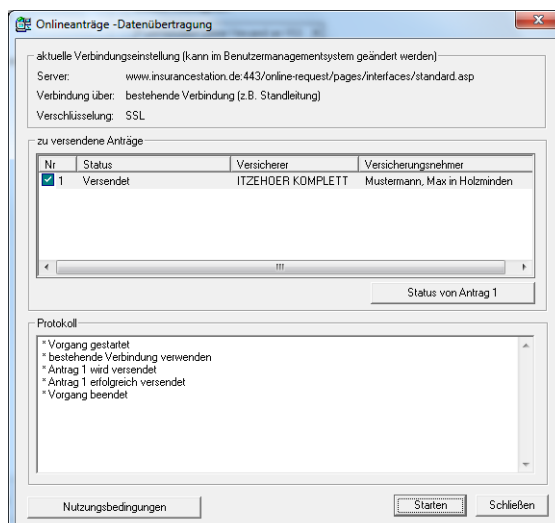 Onlineanträge -Datenübertragung
aktuelle Verbindungseinstellung (kann im Benutzermanagementsystem geändert werden)
Server: www.insurancestation.de:443/online-request/pages/interfaces/standard.asp
Verbindung über: bestehende Verbindung (z.B. Standleitung)
Verschlüsselung: SSL
zu versendene Anträge
Nr Status Versicherer Versicherungsnehmer
1 Versendet ITZEHOER KOMPLETT Mustermann, Max in Holzminden
Status von Antrag 1
Protokoll
* Vorgang gestartet
* bestehende Verbindung verwenden
* Antrag 1 wird versendet
* Antrag 1 erfolgreich versendet
* Vorgang beendet
Nutzungsbedingungen Starten Schließen